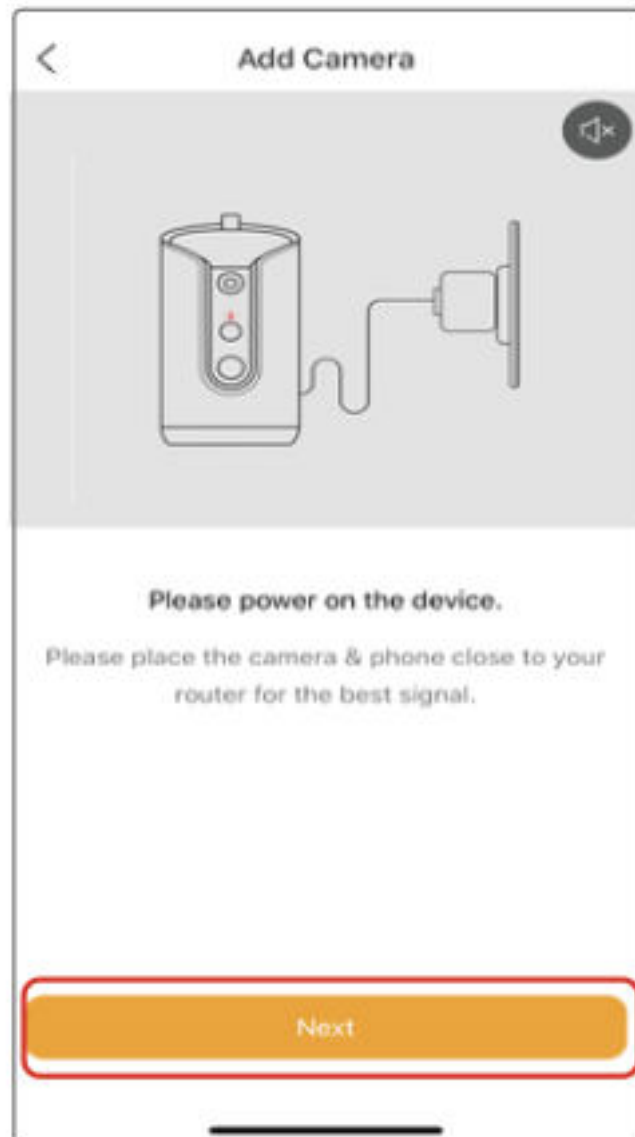 Add Camera
Please power on the device.
Please place the camera & phone close to your
router for the best signal.
Next